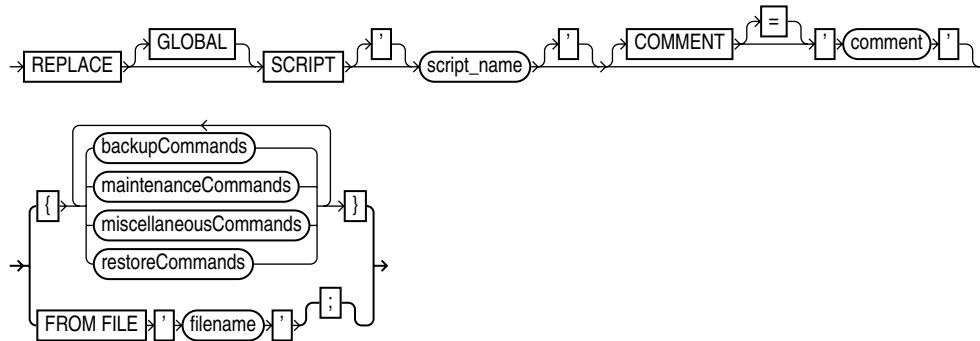 REPLACE GLOBAL SCRIPT ' script_name ' COMMENT = ' comment '
{ backupCommands }
maintenanceCommands
miscellaneousCommands
restoreCommands
FROM FILE ' filename ' ;